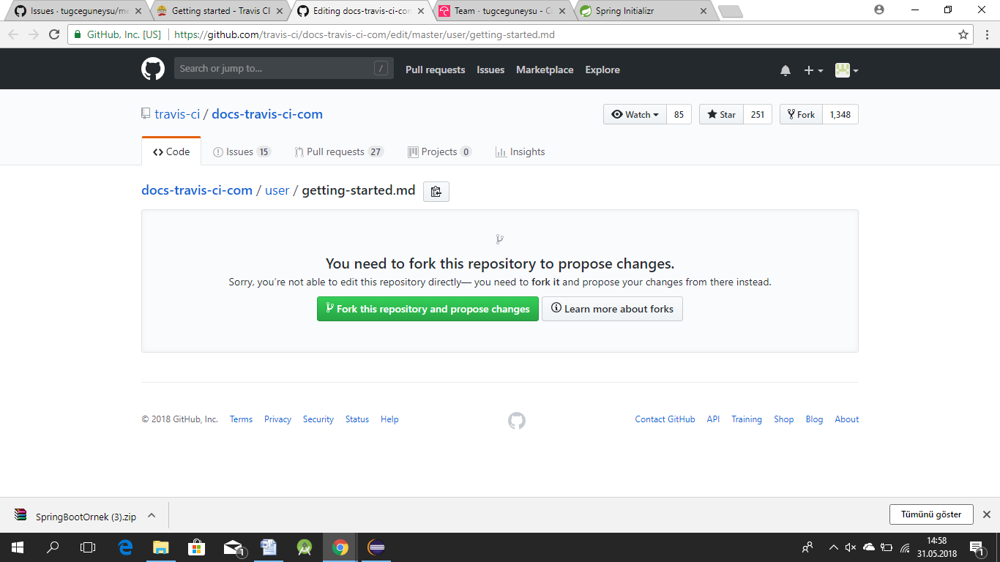 Issues · tugceguneysu/me
Getting started - Travis CI
Editing docs-travis-ci-com
Team · tugceguneysu - C
Spring Initializr
GitHub, Inc. [US] https://github.com/travis-ci/docs-travis-ci-com/edit/master/user/getting-started.md
Search or jump to... / Pull requests Issues Marketplace Explore
travis-ci / docs-travis-ci-com
Watch 85 Star 251 Fork 1,348
Code Issues 15 Pull requests 27 Projects 0 Insights
docs-travis-ci-com / user / getting-started.md
You need to fork this repository to propose changes.
Sorry, you’re not able to edit this repository directly— you need to fork it and propose your changes from there instead.
Fork this repository and propose changes Learn more about forks
© 2018 GitHub, Inc. Terms Privacy Security Status Help Contact GitHub API Training Shop Blog About
SpringBootOrnek (3).zip Tümünü göster
1
14:58
31.05.2018
1